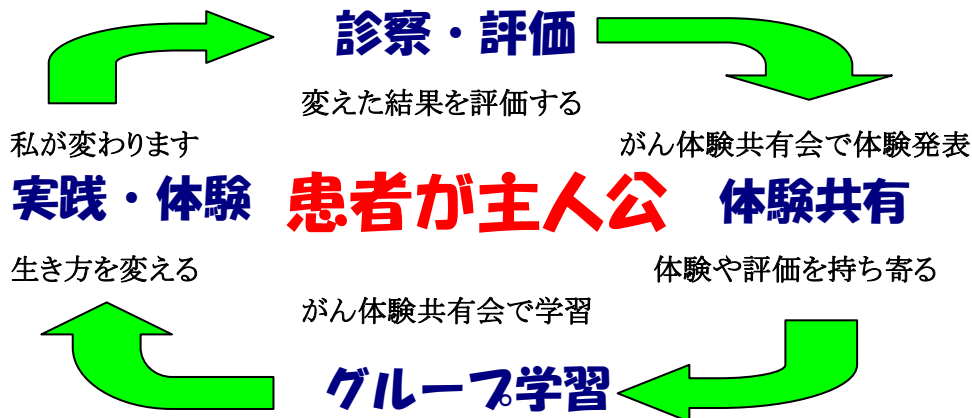 診察・評価
変えた結果を評価する
私が変わります
がん体験共有会で体験発表
実践・体験
患者が主人公
体験共有
生き方を変える
体験や評価を持ち寄る
がん体験共有会で学習
グループ学習